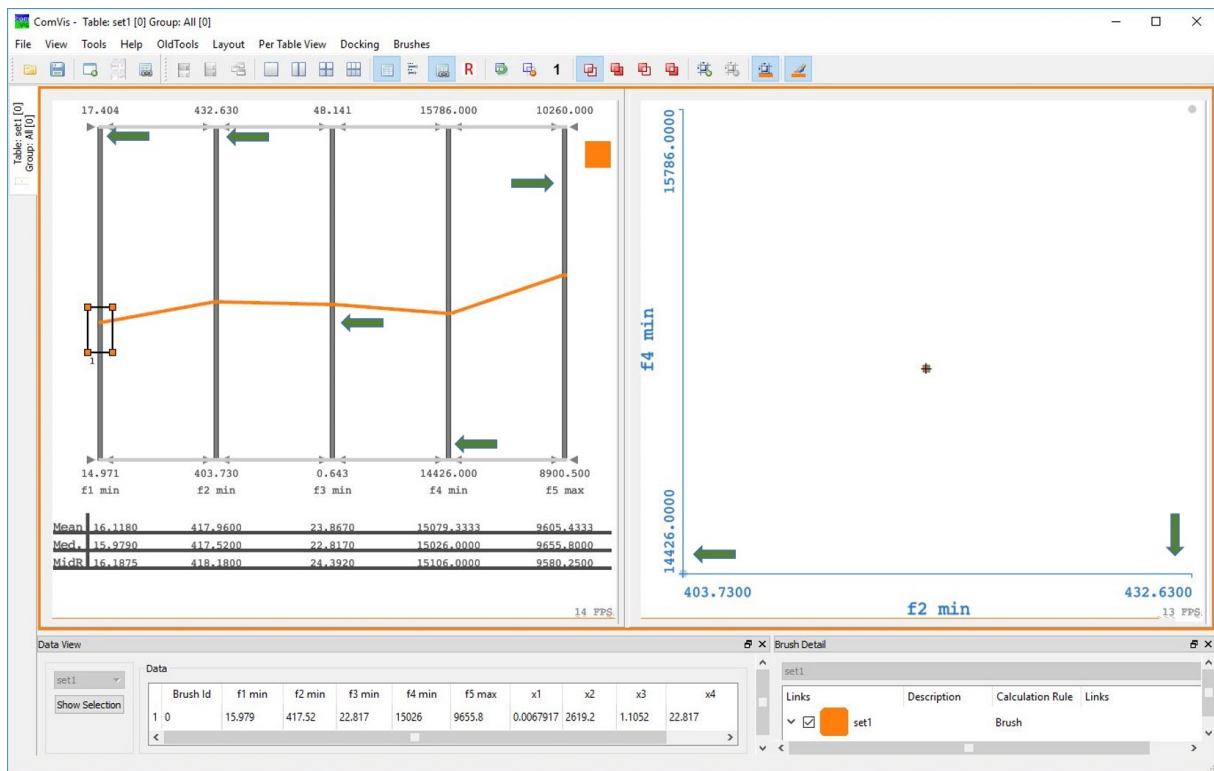 ComVis - Table: set1 [0] Group: All [0]
File View Tools Help OldTools Layout Per Table View Docking Brushes
R 1
Table: set1 [0]
Group: All [0]
17.404 432.630 48.141 15786.000 10260.000
1
14.971 403.730 0.643 14426.000 8900.500
f1 min f2 min f3 min f4 min f5 max
Mean 16.1180 417.9600 23.8670 15079.3333 9605.4333
Med. 15.9790 417.5200 22.8170 15026.0000 9655.8000
MidR 16.1875 418.1800 24.3920 15106.0000 9580.2500
14 FPS
15786.0000
f4 min
14426.0000
403.7300 432.6300
f2 min
13 FPS
Data View
set1
Show Selection
Data
Brush Id f1 min f2 min f3 min f4 min f5 max x1 x2 x3 x4
1 0 15.979 417.52 22.817 15026 9655.8 0.0067917 2619.2 1.1052 22.817
Brush Detail
set1
Links Description Calculation Rule Links
set1 Brush